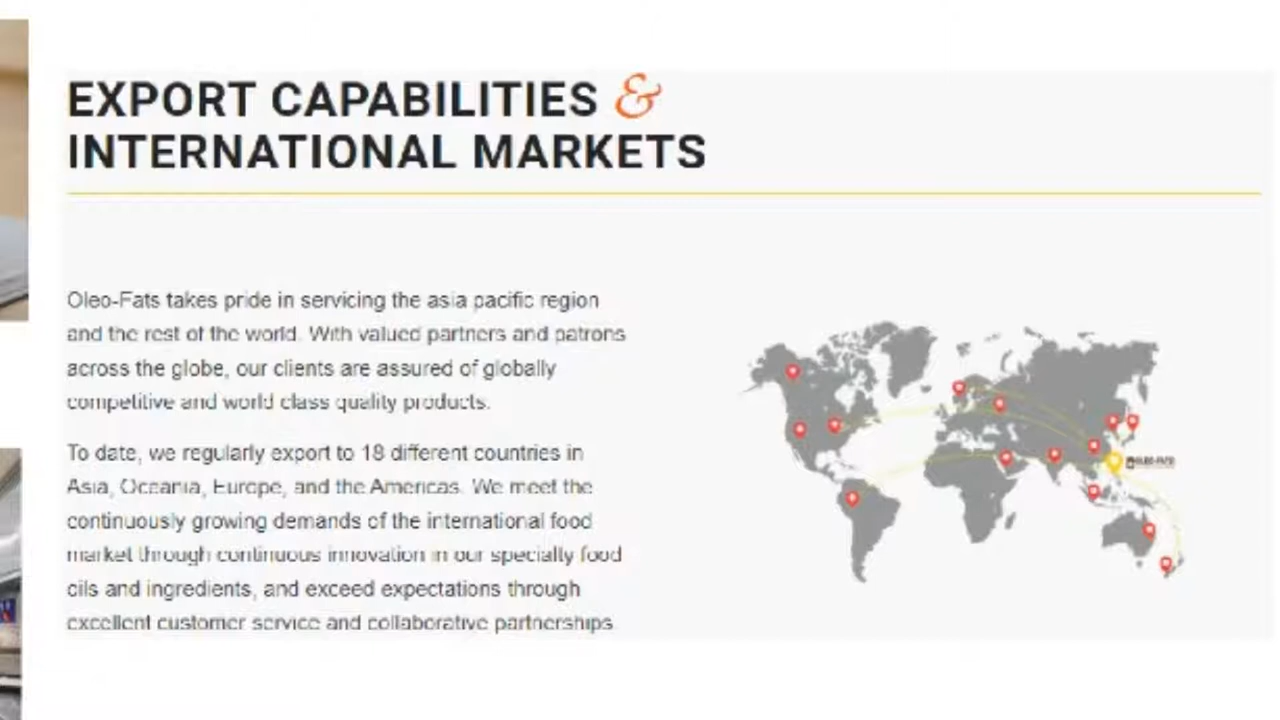 EXPORT CAPABILITIES &
INTERNATIONAL MARKETS
Oleo-Fats takes pride in servicing the asia pacific region
and the rest of the world. With valued partners and patrons
across the globe, our clients are assured of globally
competitive and world class quality products.
To date, we regularly export to 18 different countries in
Asia, Oceania, Europe, and the Americas. We meet the
continuously growing demands of the international food
market through continuous innovation in our specialty food
oils and ingredients, and exceed expectations through
excellent customer service and collaborative partnerships